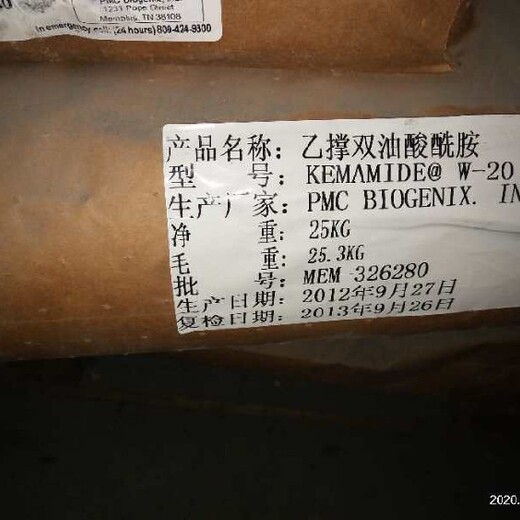 PMC Biogenix, Inc.
1231 Pope Street
Memphis, TN 38108
In emergency call: (24 hours) 800-424-9300
产品名称: 乙撑双油酸酰胺
型 号: KEMAMIDE@ W-20
生产厂家: PMC BIOGENIX. IN
净 重: 25KG
毛 重: 25.3KG
批 号: MEM -326280
生产日期: 2012年9月27日
复检日期: 2013年9月26日
2020.